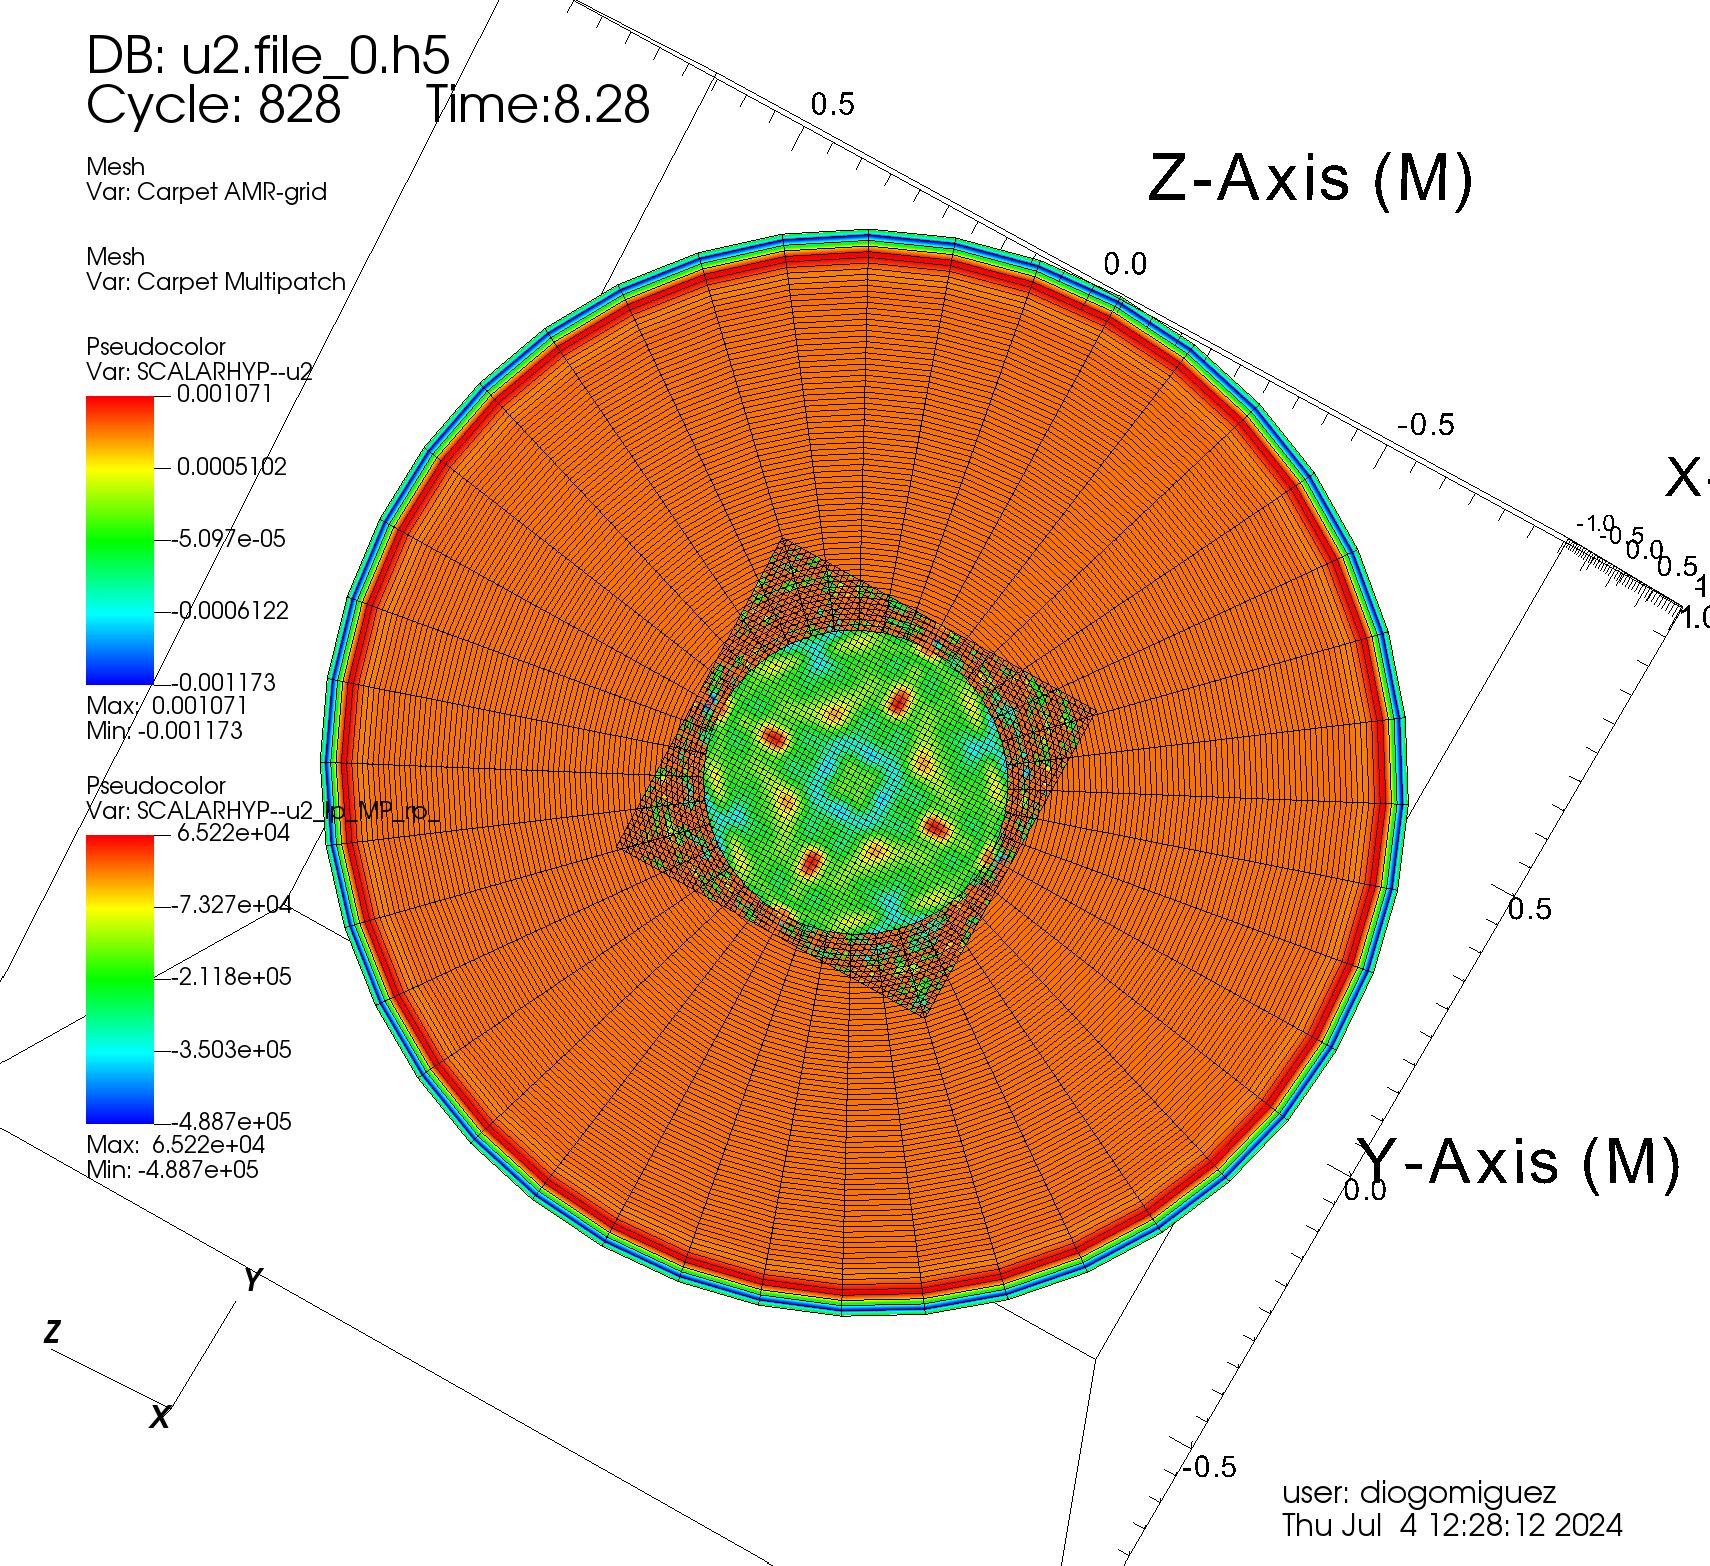 DB: u2.file_0.h5
Cycle: 828 Time:8.28
Mesh
Var: Carpet AMR-grid
Mesh
Var: Carpet Multipatch
Pseudocolor
Var: SCALARHYP--u2
0.001071
0.0005102
-5.097e-05
-0.0006122
-0.001173
Max: 0.001071
Min: -0.001173
Pseudocolor
Var: SCALARHYP--u2_lp_MP_rp_
6.522e+04
-7.327e+04
-2.118e+05
-3.503e+05
-4.887e+05
Max: 6.522e+04
Min: -4.887e+05
0.5
Z-Axis (M)
0.0
-0.5
X-
-1.0
-0.5
0.0
0.5
1.0
0.5
Y-Axis (M)
0.0
-0.5
Y
Z
X
user: diogomiguez
Thu Jul 4 12:28:12 2024